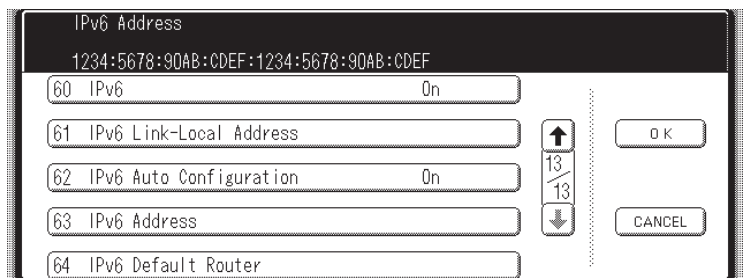 IPv6 Address
1234:5678:90AB:CDEF:1234:5678:90AB:CDEF
60 IPv6 On
61 IPv6 Link-Local Address
62 IPv6 Auto Configuration On
63 IPv6 Address
64 IPv6 Default Router
13/13
OK
CANCEL